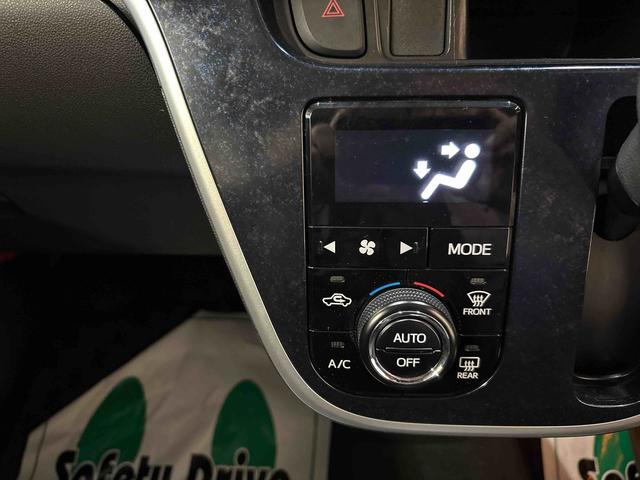 MODE
FRONT
AUTO
A/C
OFF
REAR
Safety Drive